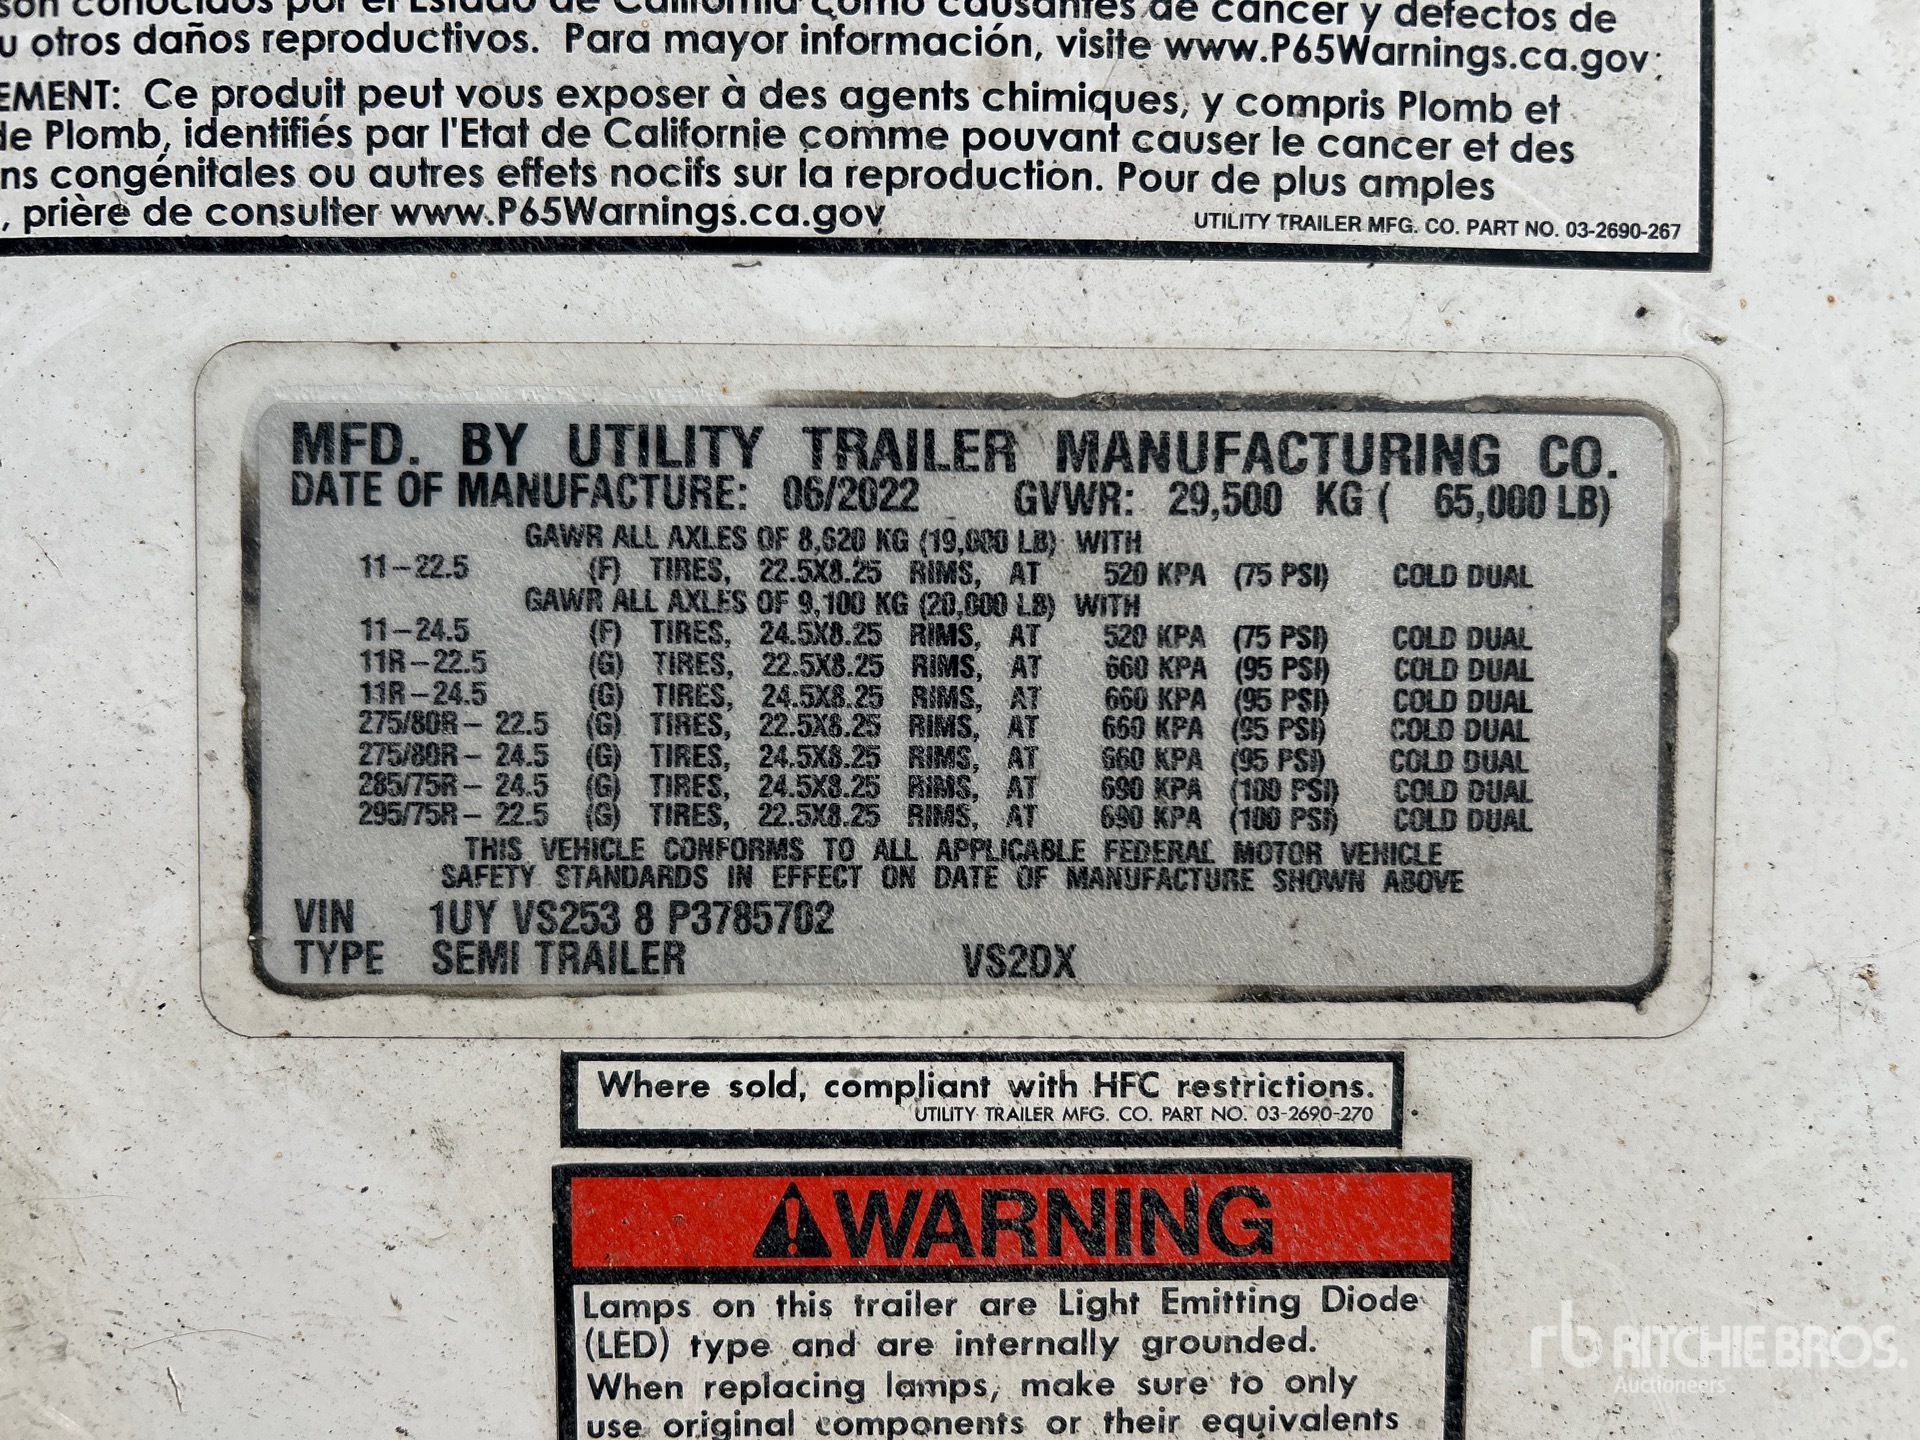 son conocidos por el Estado de California como causantes de cáncer y defectos de
u otros daños reproductivos. Para mayor información, visite www.P65Warnings.ca.gov.
EMENT: Ce produit peut vous exposer à des agents chimiques, y compris Plomb et
de Plomb, identifiés par l'Etat de Californie comme pouvant causer le cancer et des
ns congénitales ou autres effets nocifs sur la reproduction. Pour de plus amples
, prière de consulter www.P65Warnings.ca.gov
UTILITY TRAILER MFG. CO. PART NO. 03-2690-267
MFD. BY UTILITY TRAILER MANUFACTURING CO.
DATE OF MANUFACTURE: 06/2022 GVWR: 29,500 KG ( 65,000 LB)
GAWR ALL AXLES OF 8,620 KG (19,000 LB) WITH
11-22.5 (F) TIRES, 22.5X8.25 RIMS, AT 520 KPA (75 PSI) COLD DUAL
GAWR ALL AXLES OF 9,100 KG (20,000 LB) WITH
11-24.5 (F) TIRES, 24.5X8.25 RIMS, AT 520 KPA (75 PSI) COLD DUAL
11R-22.5 (G) TIRES, 22.5X8.25 RIMS, AT 660 KPA (95 PSI) COLD DUAL
11R-24.5 (G) TIRES, 24.5X8.25 RIMS, AT 660 KPA (95 PSI) COLD DUAL
275/80R- 22.5 (G) TIRES, 22.5X8.25 RIMS, AT 660 KPA (95 PSI) COLD DUAL
275/80R- 24.5 (G) TIRES, 24.5X8.25 RIMS, AT 660 KPA (95 PSI) COLD DUAL
285/75R- 24.5 (G) TIRES, 24.5X8.25 RIMS, AT 690 KPA (100 PSI) COLD DUAL
295/75R- 22.5 (G) TIRES, 22.5X8.25 RIMS, AT 690 KPA (100 PSI) COLD DUAL
THIS VEHICLE CONFORMS TO ALL APPLICABLE FEDERAL MOTOR VEHICLE
SAFETY STANDARDS IN EFFECT ON DATE OF MANUFACTURE SHOWN ABOVE
VIN 1UY VS253 8 P3785702
TYPE SEMI TRAILER VS2DX
Where sold, compliant with HFC restrictions.
UTILITY TRAILER MFG. CO. PART NO. 03-2690-270
WARNING
Lamps on this trailer are Light Emitting Diode
(LED) type and are internally grounded.
When replacing lamps, make sure to only
use original components or their equivalents
rb RITCHIE BROS.
Auctioneers